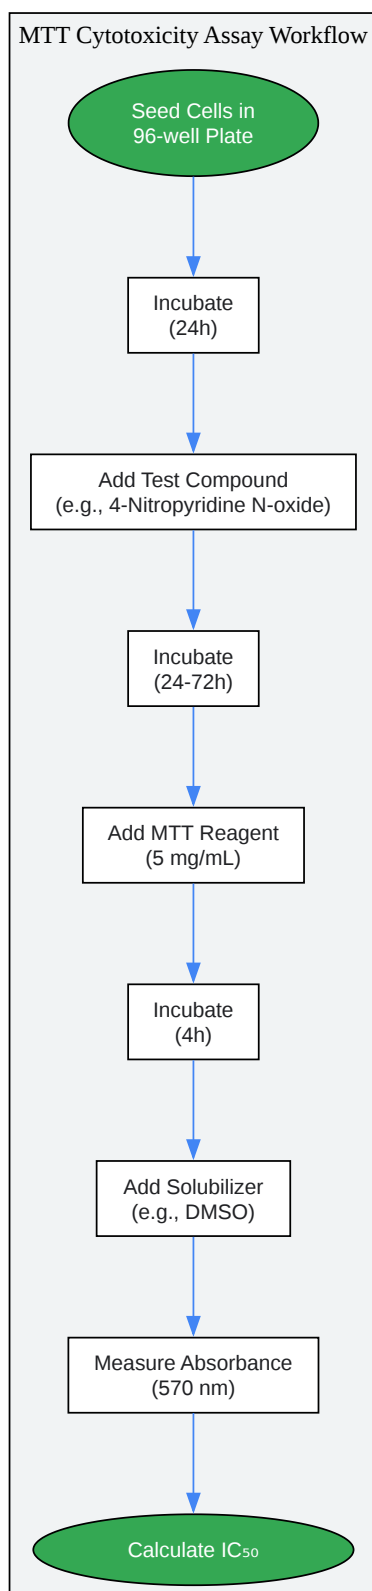 MTT Cytotoxicity Assay Workflow
Seed Cells in
96-well Plate
Incubate
(24h)
Add Test Compound
(e.g., 4-Nitropyridine N-oxide)
Incubate
(24-72h)
Add MTT Reagent
(5 mg/mL)
Incubate
(4h)
Add Solubilizer
(e.g., DMSO)
Measure Absorbance
(570 nm)
Calculate IC₅₀